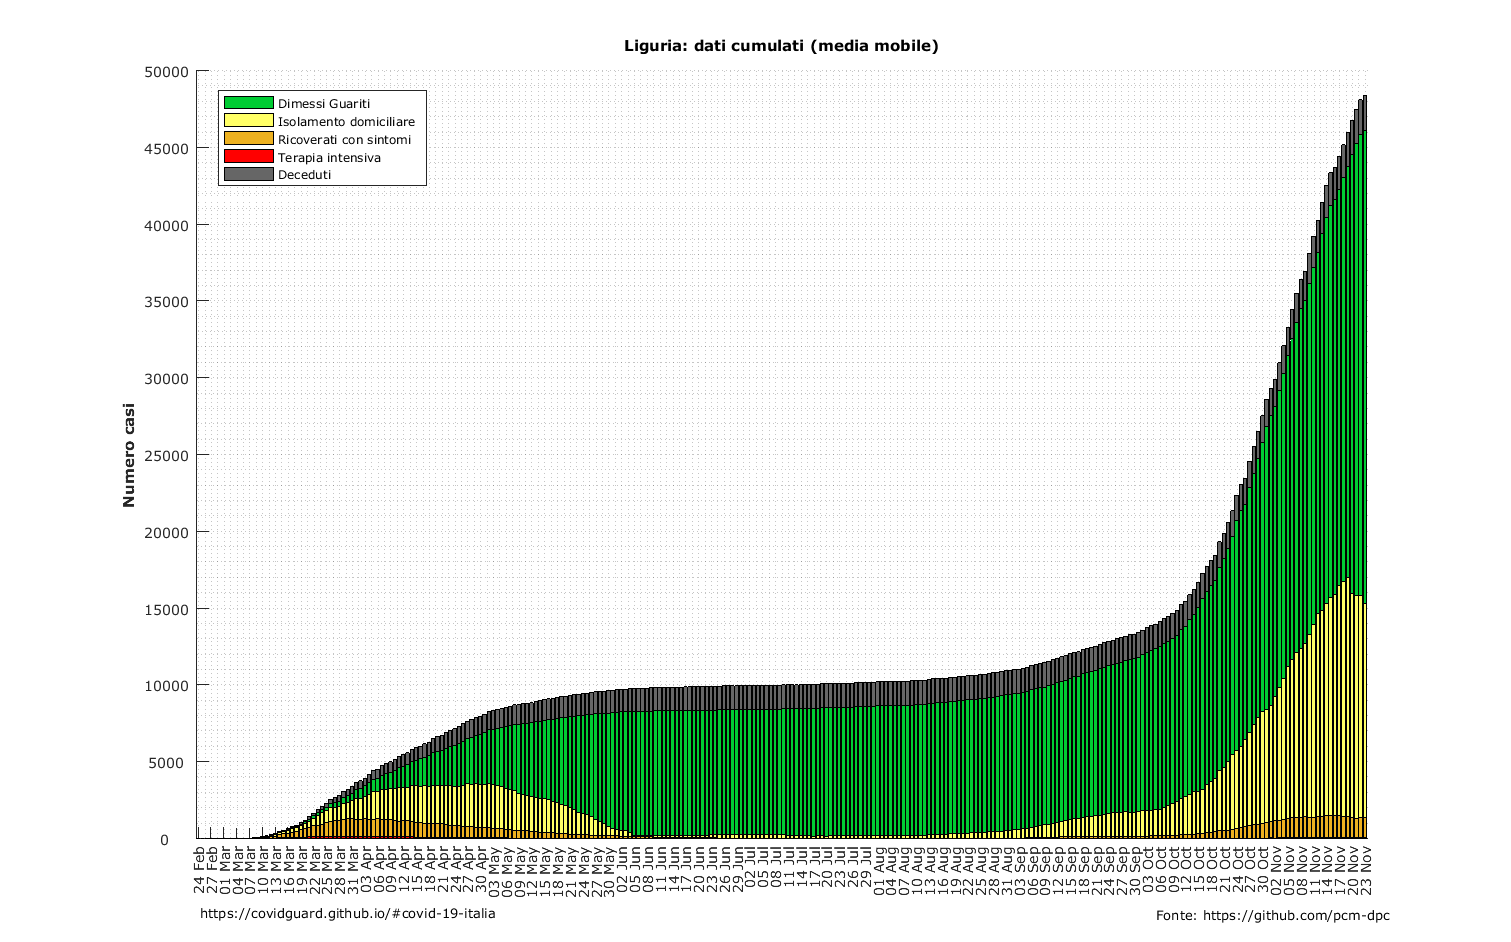 Liguria: dati cumulati (media mobile)
50000
45000
40000
35000
30000
25000
20000
15000
10000
5000
0
Numero casi
Dimessi Guariti
Isolamento domiciliare
Ricoverati con sintomi
Terapia intensiva
Deceduti
24 Feb
27 Feb
01 Mar
04 Mar
07 Mar
10 Mar
13 Mar
16 Mar
19 Mar
22 Mar
25 Mar
28 Mar
31 Mar
03 Apr
06 Apr
09 Apr
12 Apr
15 Apr
18 Apr
21 Apr
24 Apr
27 Apr
30 Apr
03 May
06 May
09 May
12 May
15 May
18 May
21 May
24 May
27 May
30 May
02 Jun
05 Jun
08 Jun
11 Jun
14 Jun
17 Jun
20 Jun
23 Jun
26 Jun
29 Jun
02 Jul
05 Jul
08 Jul
11 Jul
14 Jul
17 Jul
20 Jul
23 Jul
26 Jul
29 Jul
01 Aug
04 Aug
07 Aug
10 Aug
13 Aug
16 Aug
19 Aug
22 Aug
25 Aug
28 Aug
31 Aug
03 Sep
06 Sep
09 Sep
12 Sep
15 Sep
18 Sep
21 Sep
24 Sep
27 Sep
30 Sep
03 Oct
06 Oct
09 Oct
12 Oct
15 Oct
18 Oct
21 Oct
24 Oct
27 Oct
30 Oct
02 Nov
05 Nov
08 Nov
11 Nov
14 Nov
17 Nov
20 Nov
23 Nov
https://covidguard.github.io/#covid-19-italia
Fonte: https://github.com/pcm-dpc